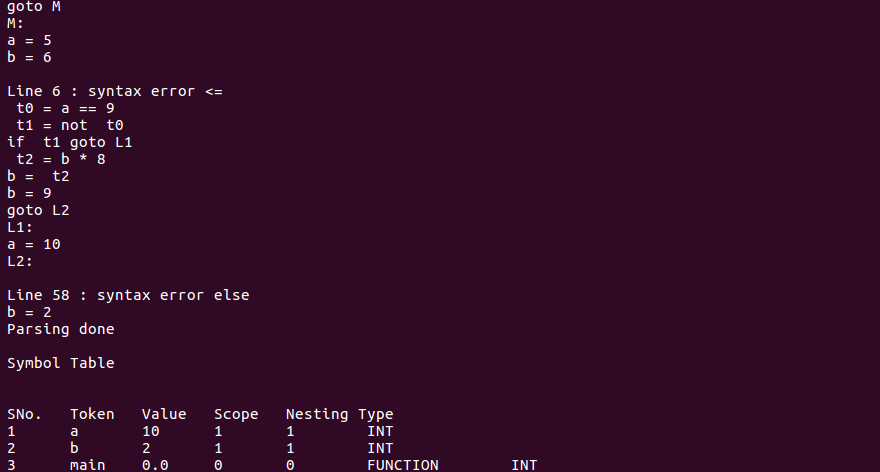 goto M
M:
a = 5
b = 6
Line 6 : syntax error <=
t0 = a == 9
t1 = not  t0
if  t1 goto L1
t2 = b * 8
b =  t2
b = 9
goto L2
L1:
a = 10
L2:
Line 58 : syntax error else
b = 2
Parsing done
Symbol Table
SNo.   Token   Value   Scope   Nesting Type
1      a       10      1       1        INT
2      b       2       1       1        INT
3      main    0.0     0       0        FUNCTION        INT